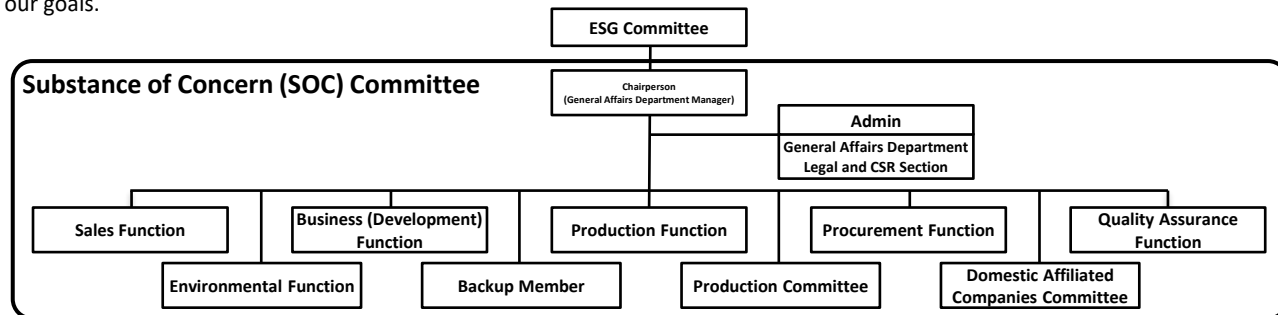 our goals.
ESG Committee
Substance of Concern (SOC) Committee
Chairperson
(General Affairs Department Manager)
Admin
General Affairs Department
Legal and CSR Section
Sales Function
Business (Development)
Function
Production Function
Procurement Function
Quality Assurance
Function
Environmental Function
Backup Member
Production Committee
Domestic Affiliated
Companies Committee